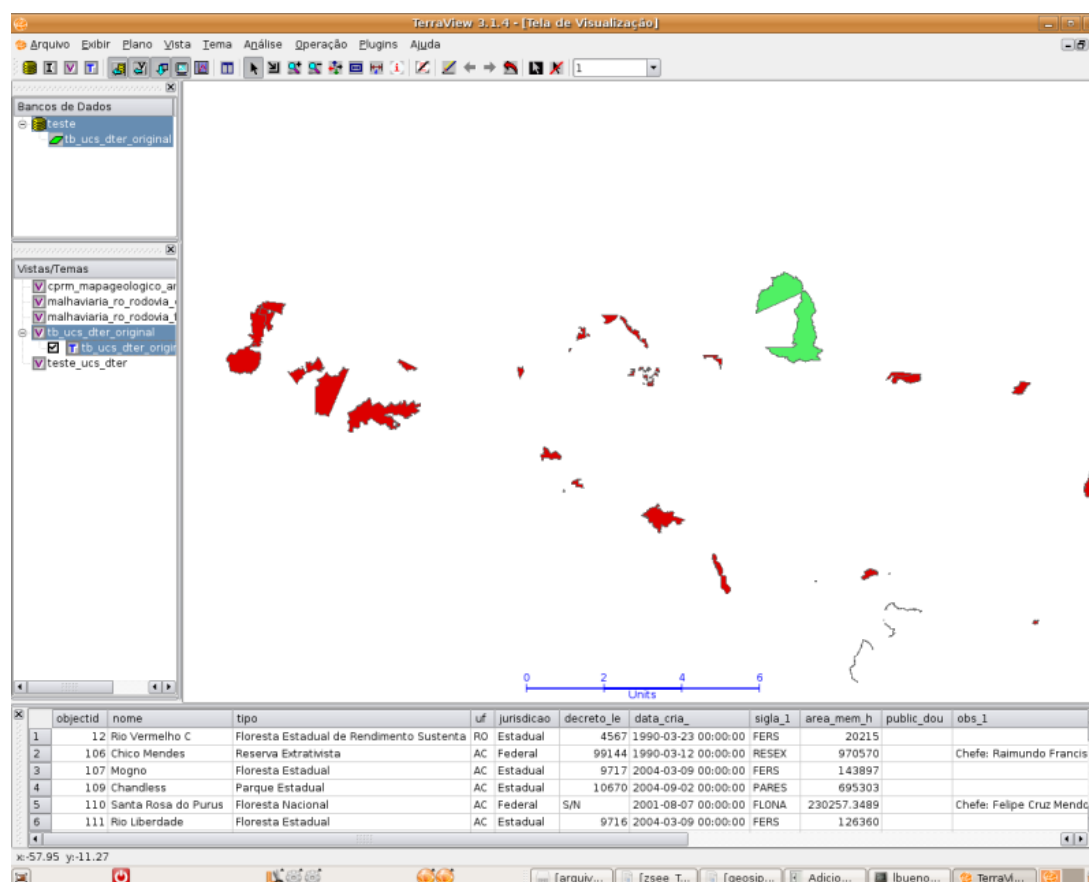 TerraView 3.1.4 - [Tela de Visualização]
Arquivo Exibir Plano Vista Tema Análise Operação Plugins Ajuda
1
Bancos de Dados
teste
tb_ucs_dter_original
Vistas/Temas
cprm_mapageologico_ar
malhaviaria_ro_rodovia_
malhaviaria_ro_rodovia_
tb_ucs_dter_original
tb_ucs_dter_origir
teste_ucs_dter
0 2 4 6
Units
objectid nome tipo uf jurisdicao decreto_le data_cria_ sigla_1 area_mem_h public_dou obs_1
1 12 Rio Vermelho C Floresta Estadual de Rendimento Sustenta RO Estadual 4567 1990-03-23 00:00:00 FERS 20215
2 106 Chico Mendes Reserva Extrativista AC Federal 99144 1990-03-12 00:00:00 RESEX 970570 Chefe: Raimundo Francis
3 107 Mogno Floresta Estadual AC Estadual 9717 2004-03-09 00:00:00 FERS 143897
4 109 Chandless Parque Estadual AC Estadual 10670 2004-09-02 00:00:00 PARES 695303
5 110 Santa Rosa do Purus Floresta Nacional AC Federal S/N 2001-08-07 00:00:00 FLONA 230257.3489 Chefe: Felipe Cruz Mendo
6 111 Rio Liberdade Floresta Estadual AC Estadual 9716 2004-03-09 00:00:00 FERS 126360
x:-57.95 y:-11.27
[arquiv... [zsee_T... [geosip... Adicio... lbueno... TerraVi...